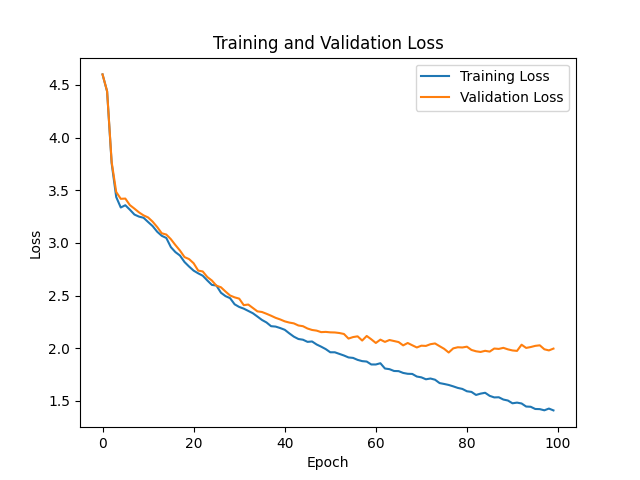 Training and Validation Loss
Training Loss
Validation Loss
4.5
4.0
3.5
3.0
2.5
2.0
1.5
Loss
0 20 40 60 80 100
Epoch